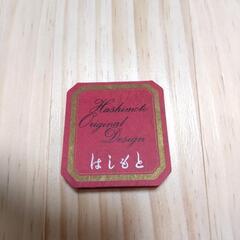 Hashimoto
Original
Design
はしもと